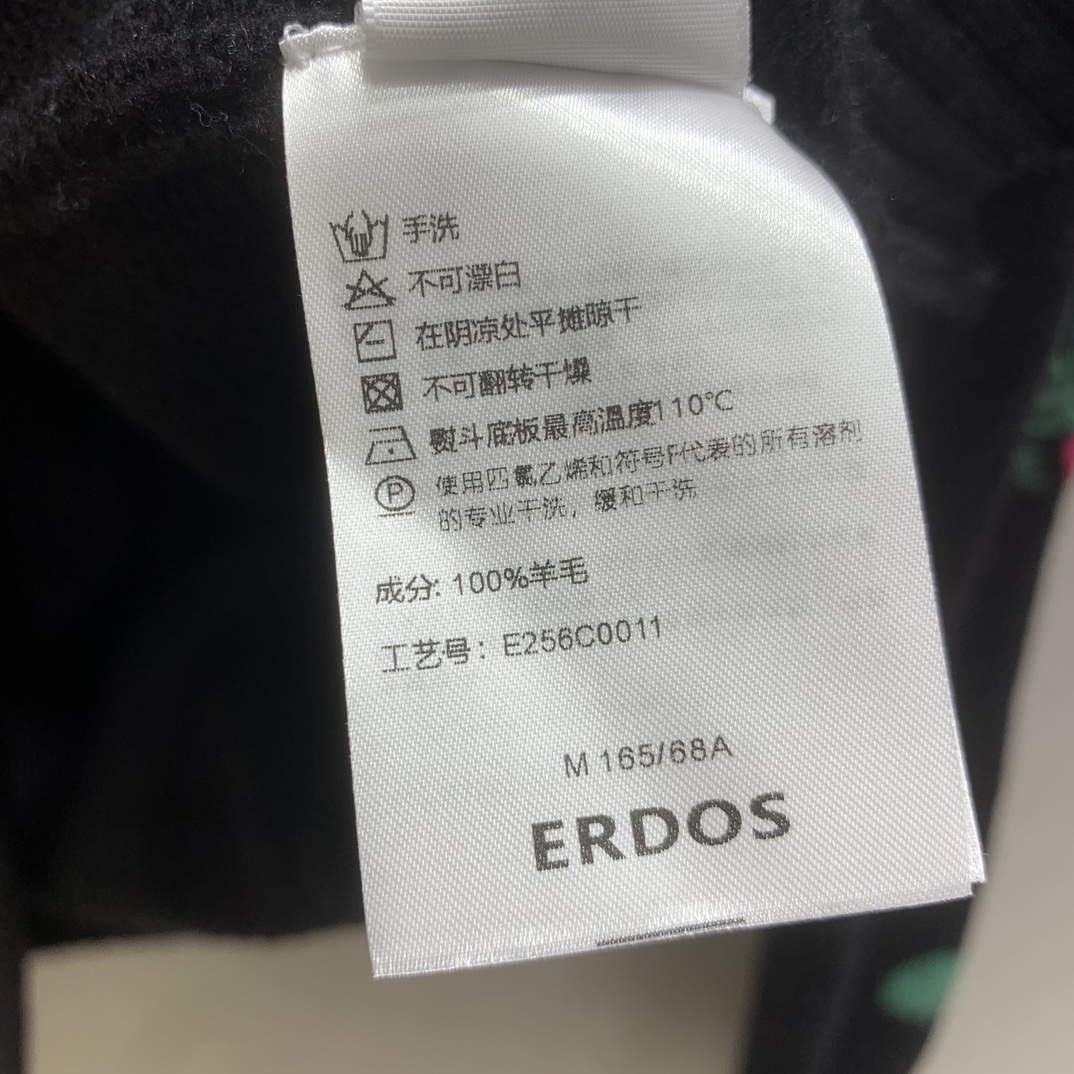 手洗
不可漂白
在阴凉处平摊晾干
不可翻转干燥
熨斗底板最高温度110℃
P
使用四氯乙烯和符号F代表的所有溶剂
的专业干洗，缓和干洗
成分: 100%羊毛
工艺号：E256C0011
M 165/68A
ERDOS